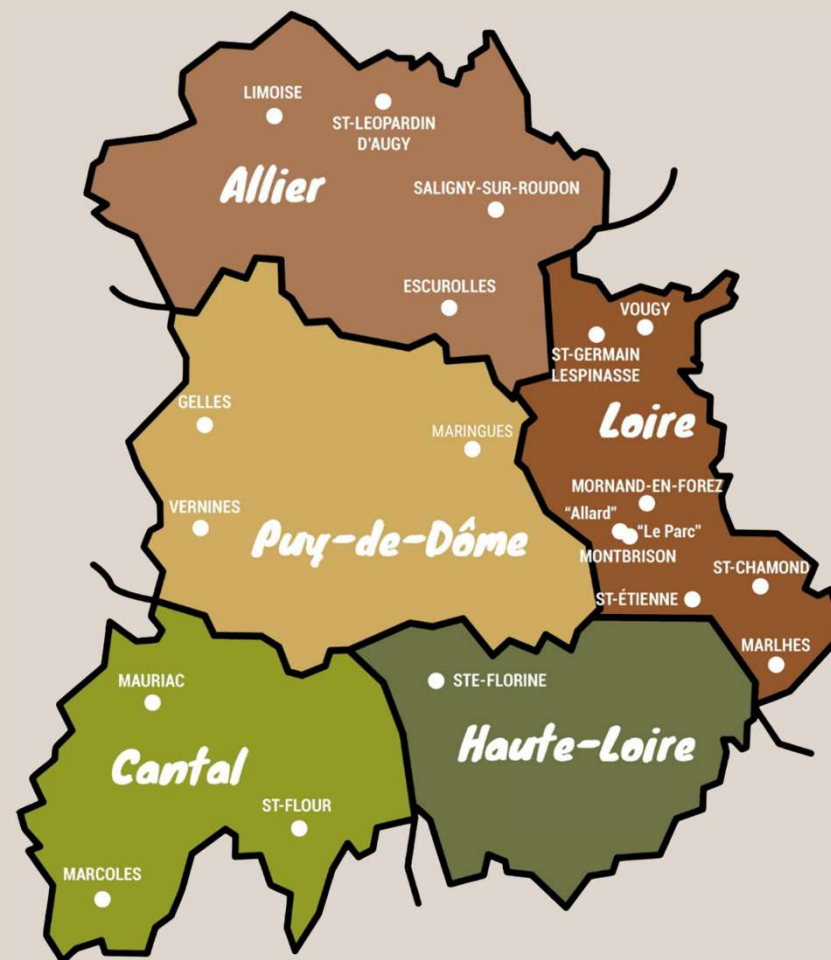 LIMOISE
ST-LEOPARDIN
D'AUGY
Allier
SALIGNY-SUR-ROUDON
ESCUROLLES
VOUGY
ST-GERMAIN
LESPINASSE
GELLES
MARINGUES
Loire
VERNINES
Puy-de-Dôme
MORNAND-EN-FOREZ
"Allard"
"Le Parc"
MONTBRISON
ST-CHAMOND
ST-ÉTIENNE
MARLHES
MAURIAC
STE-FLORINE
Cantal
Haute-Loire
ST-FLOUR
MARCOLES